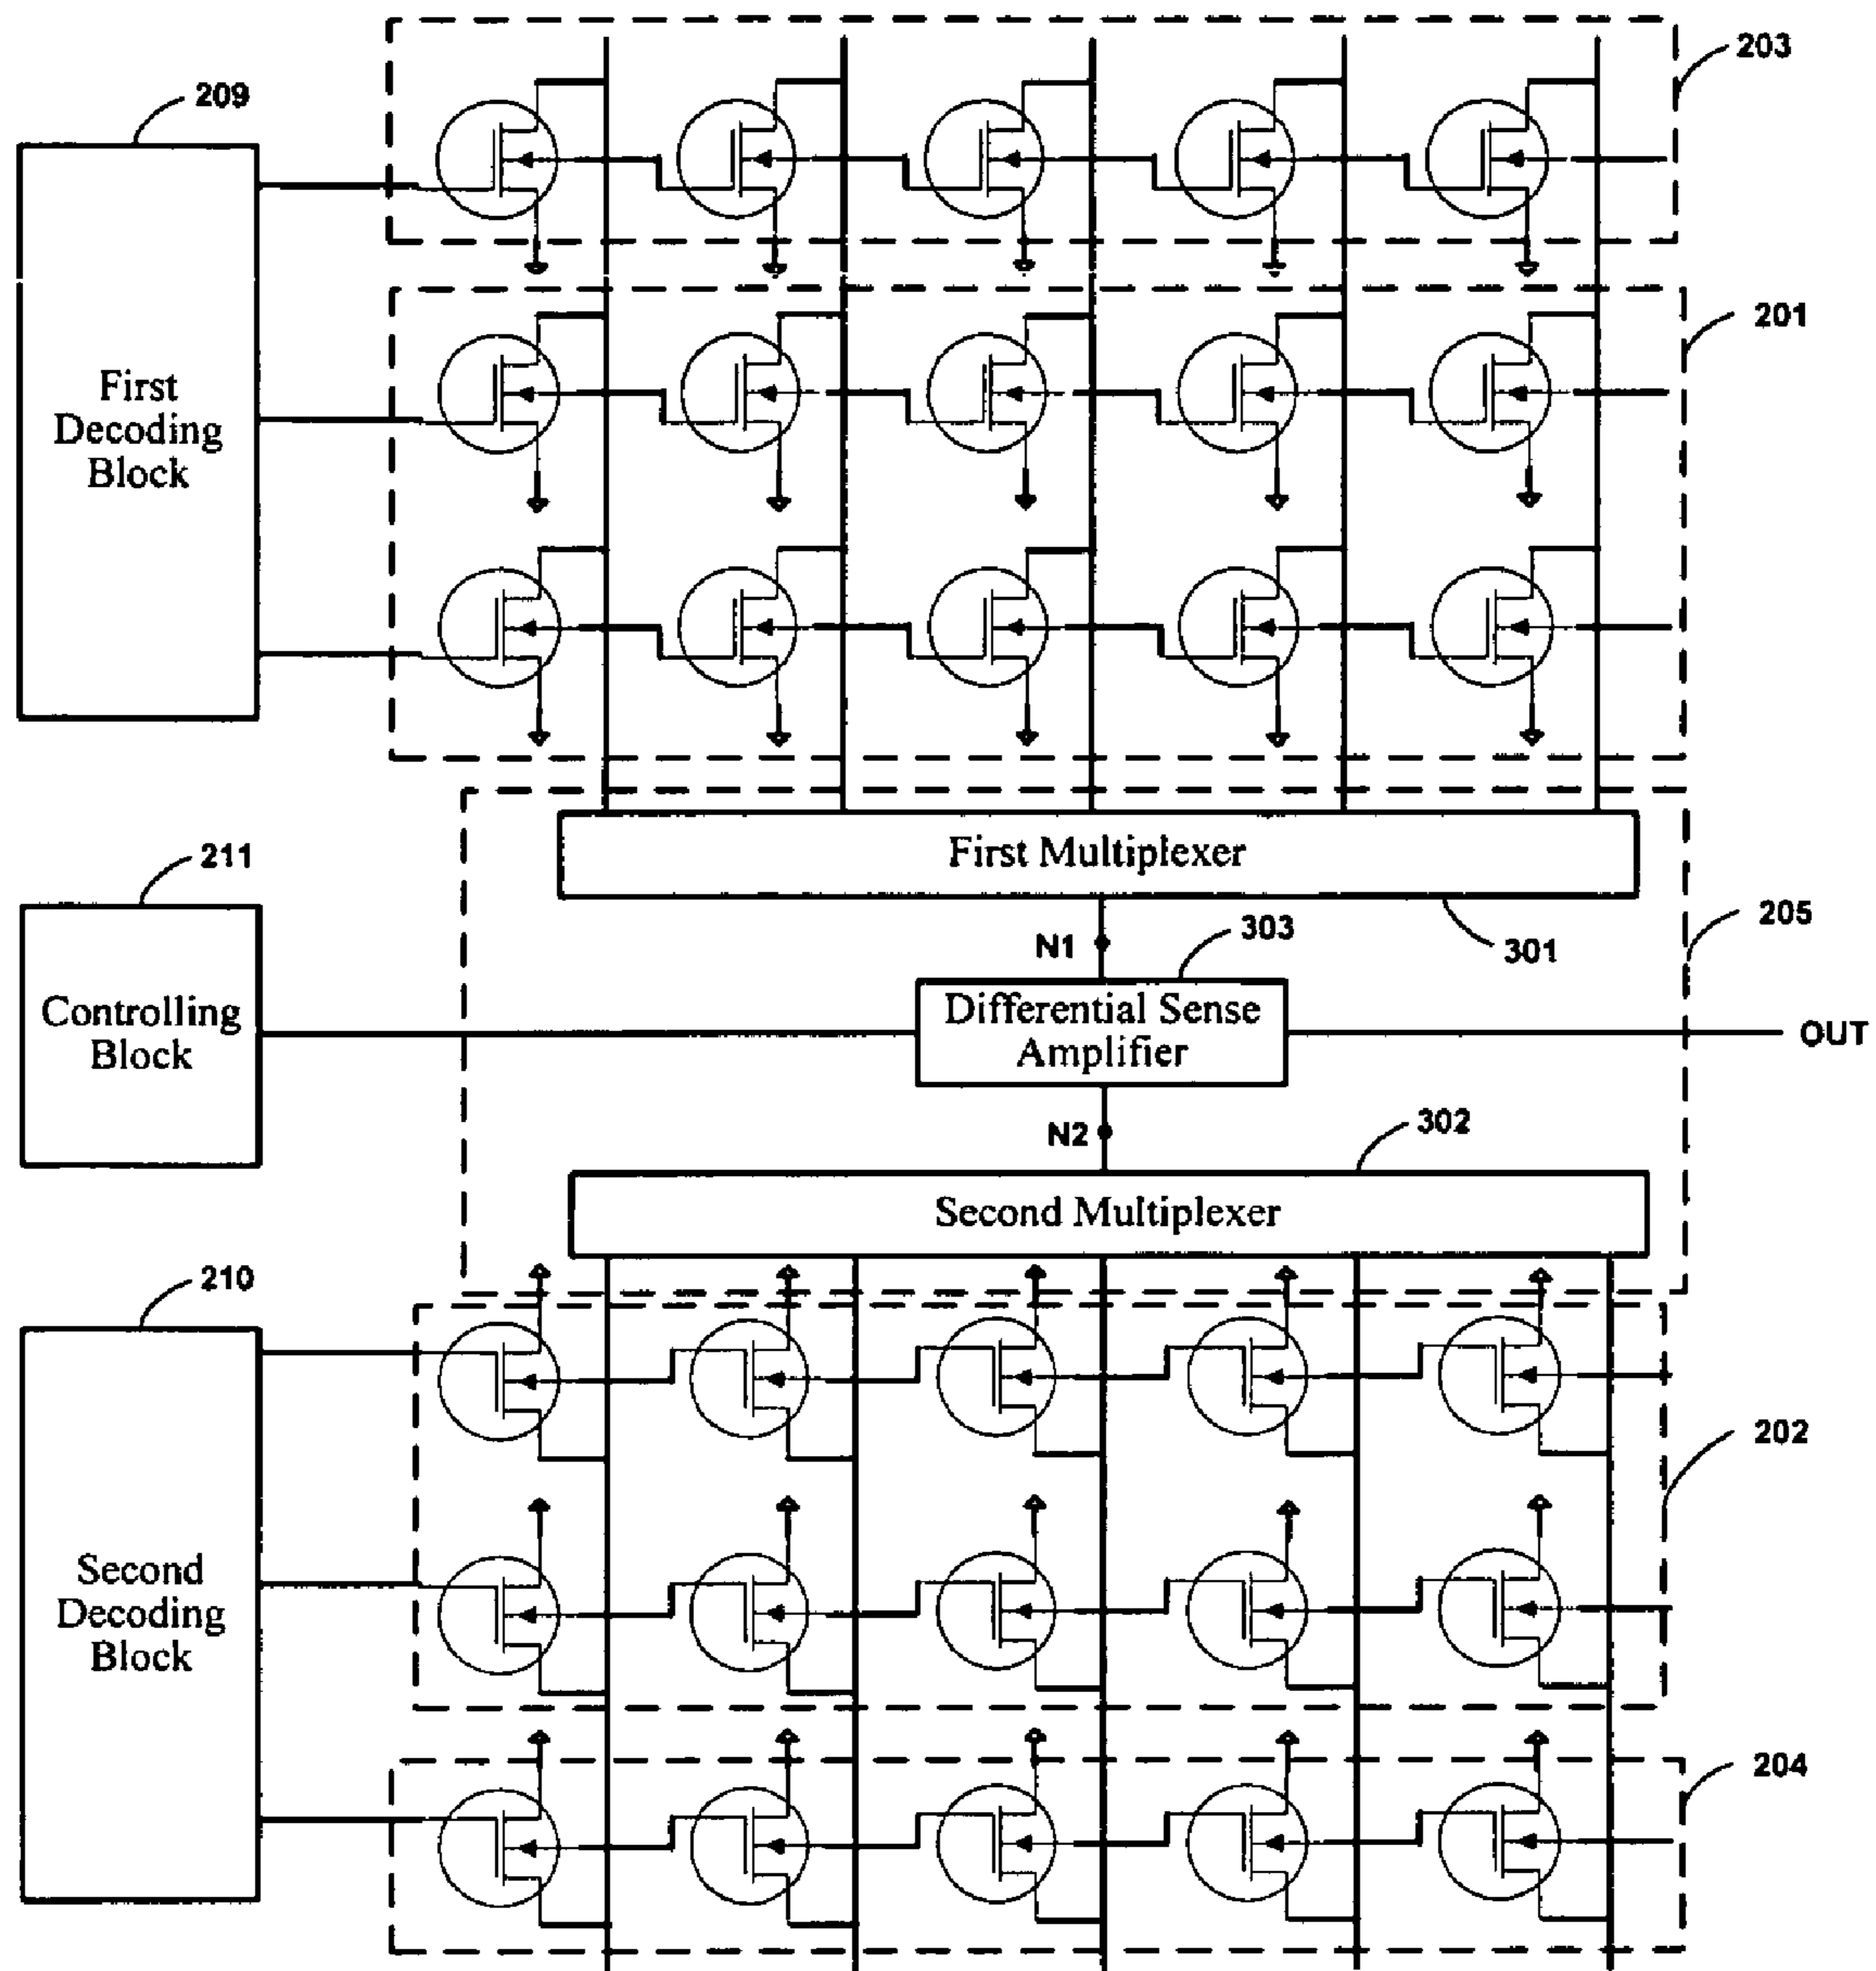 203
209
201
First
Decoding
Block
First Multiplexer
211
205
303
N1
301
Controlling
Block
Differential Sense
Amplifier
OUT
N2
302
Second Multiplexer
210
202
Second
Decoding
Block
204